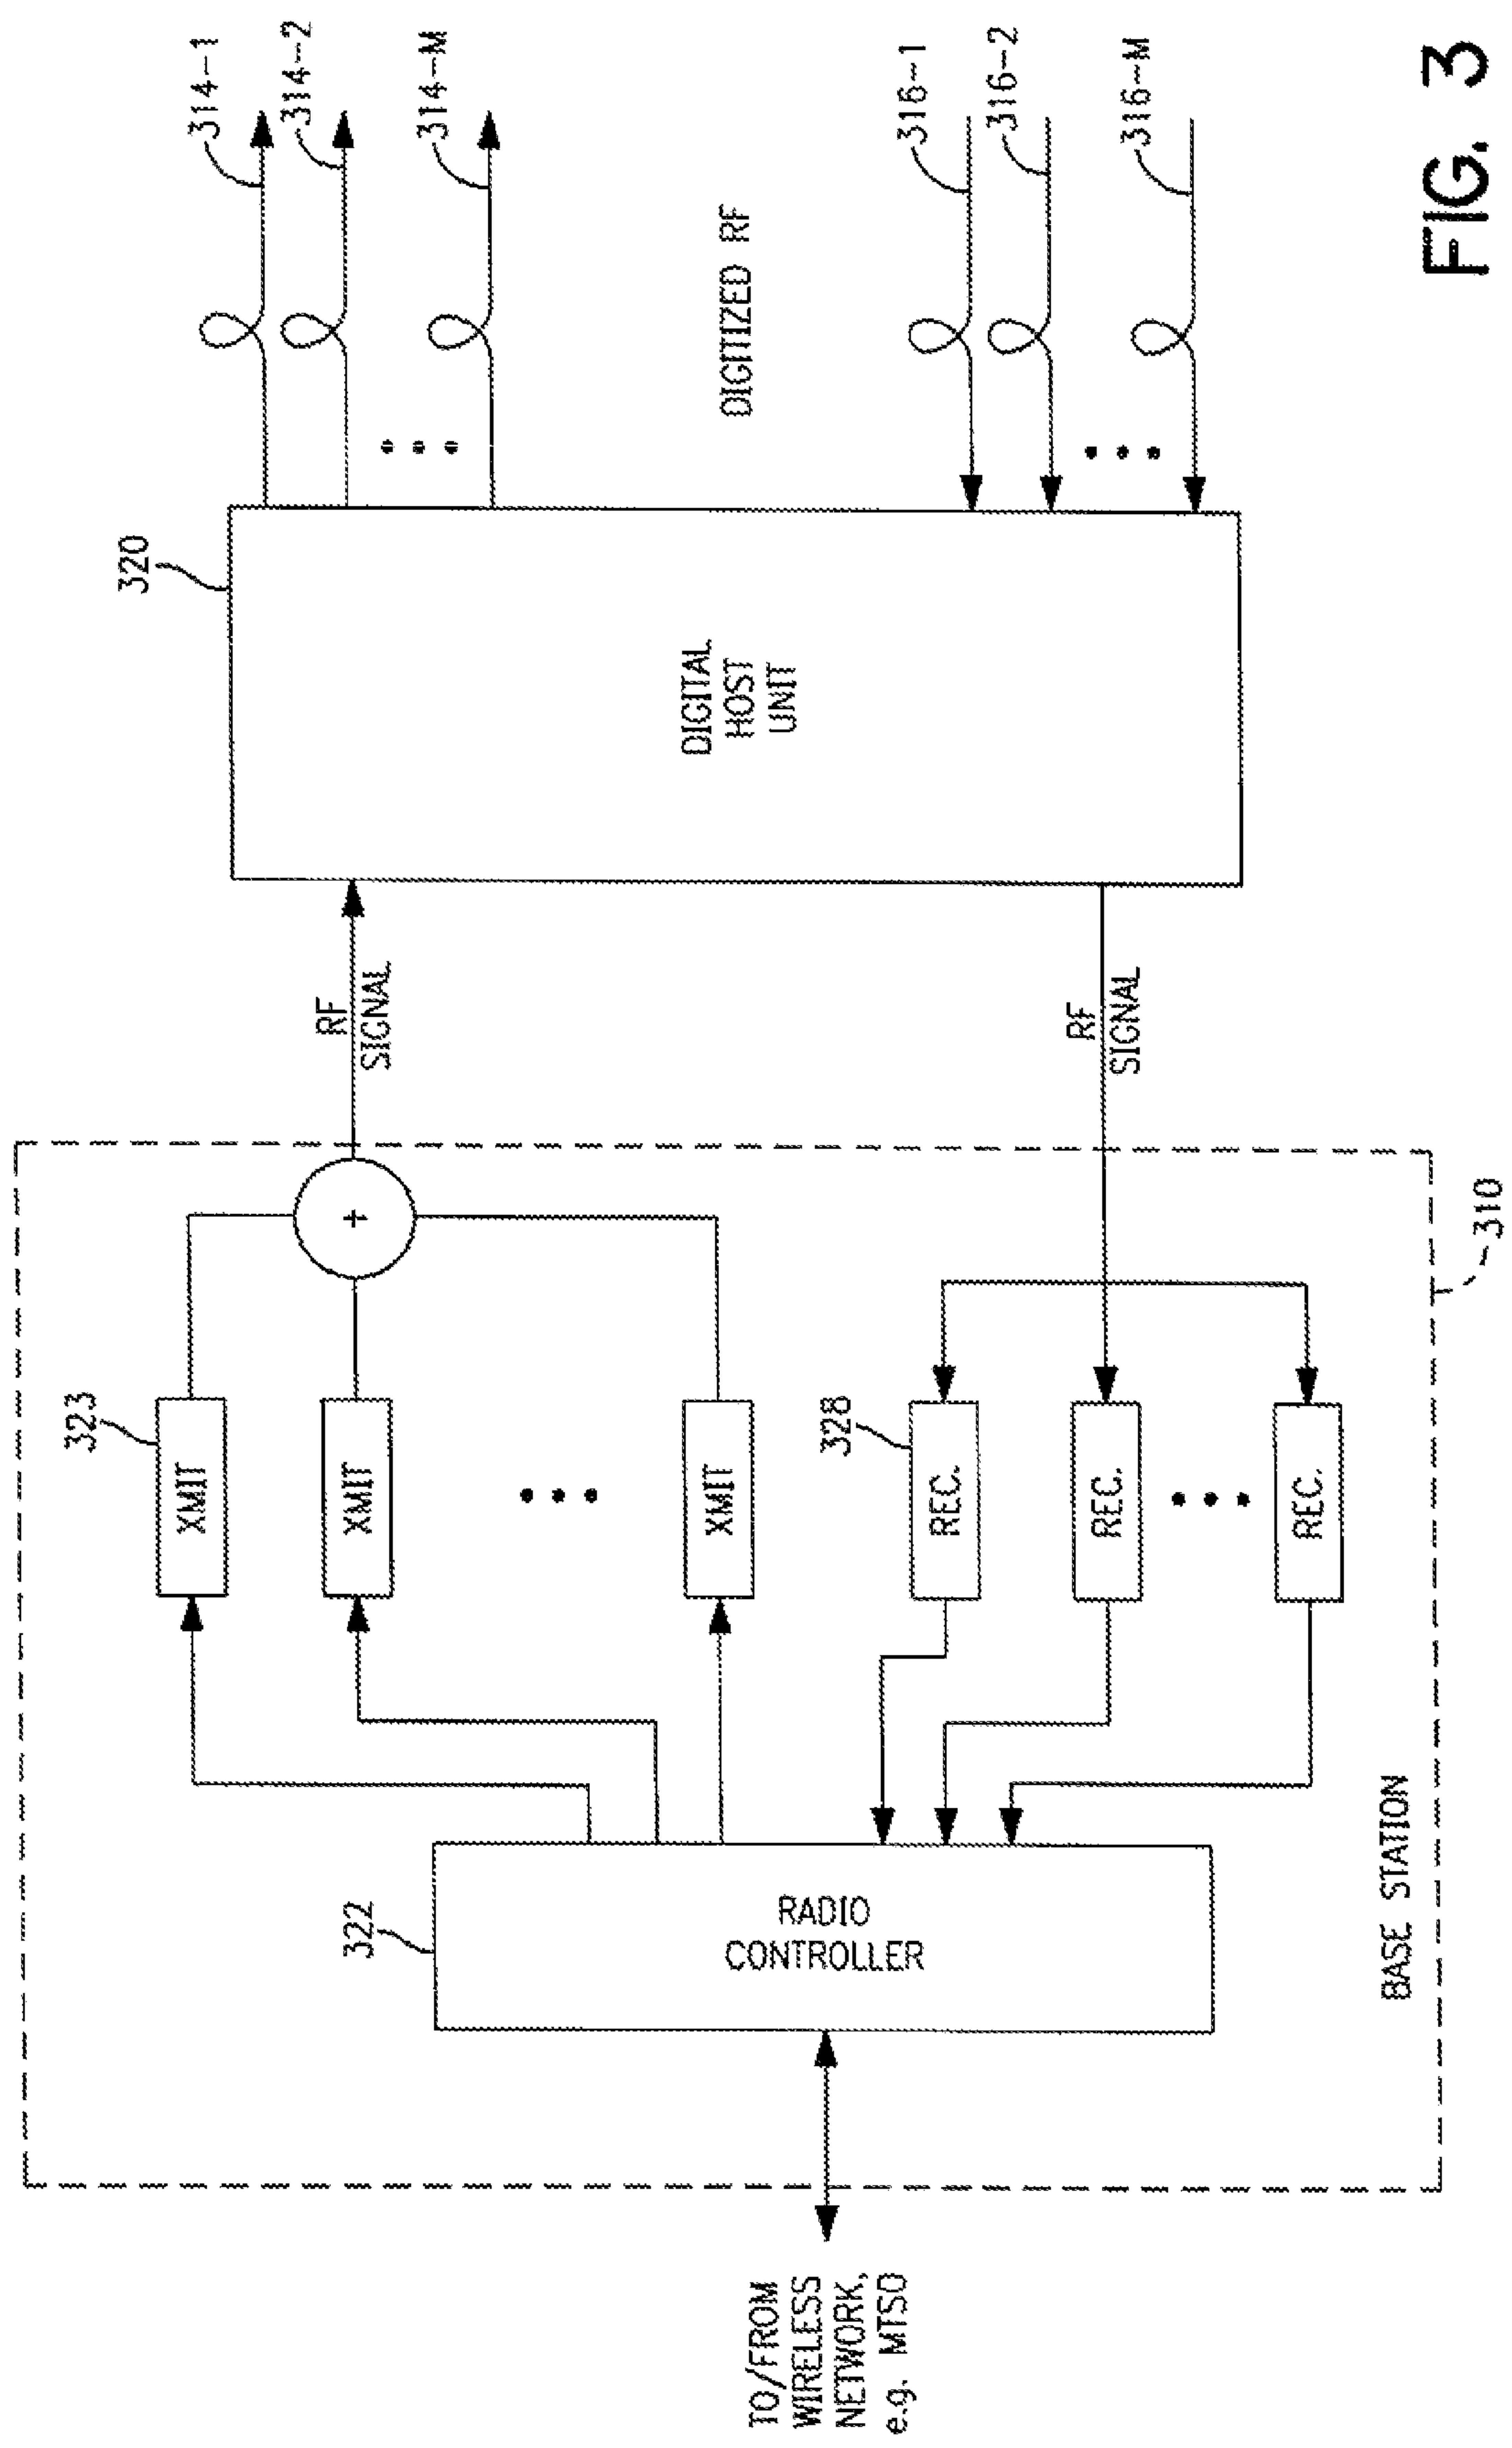 314-1
314-2
314-M
320
DIGITIZED RF
316-1
316-2
316-M
DIGITAL
HOST
UNIT
RF
SIGNAL
RF
SIGNAL
+
323
XMIT
XMIT
XMIT
328
REC.
REC.
REC.
322
RADIO
CONTROLLER
BASE STATION
310
TO/FROM
WIRELESS
NETWORK,
e.g. MTSO
FIG. 3